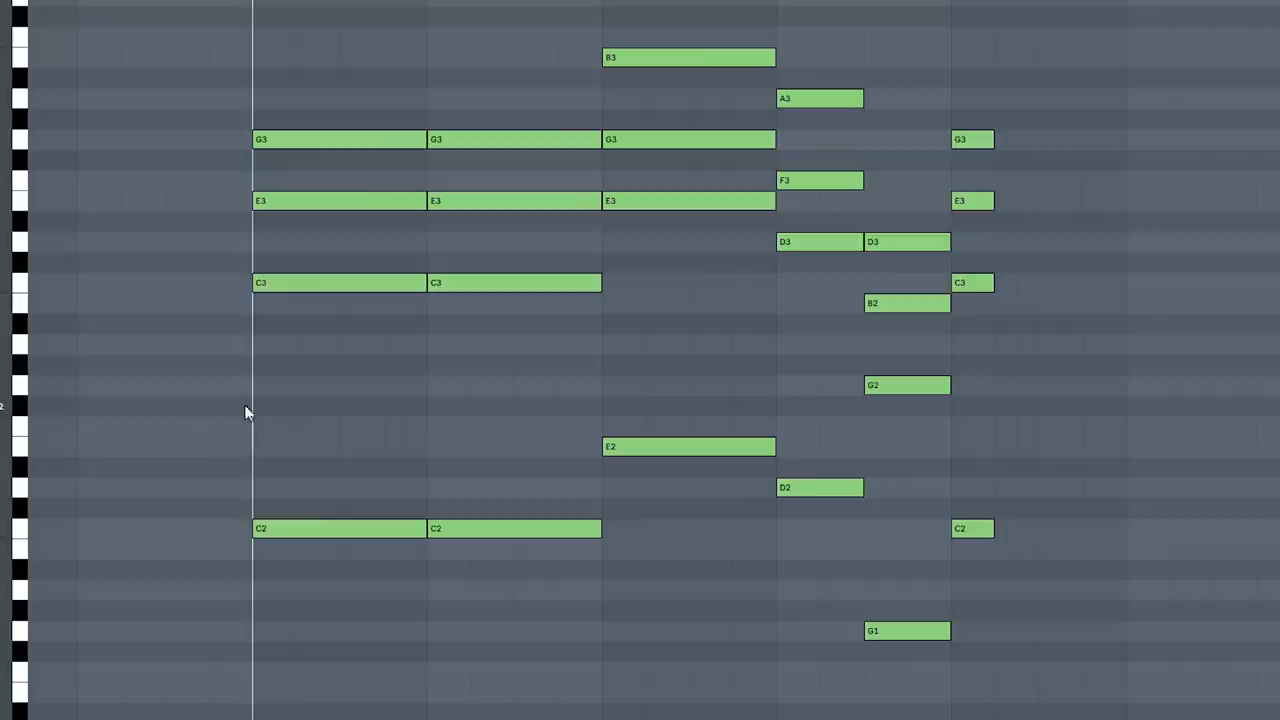 B3
A3
G3 G3 G3 G3
F3
E3 E3 E3 E3
D3 D3
C3 C3 C3
B2
G2
2
E2
D2
C2 C2 C2
G1